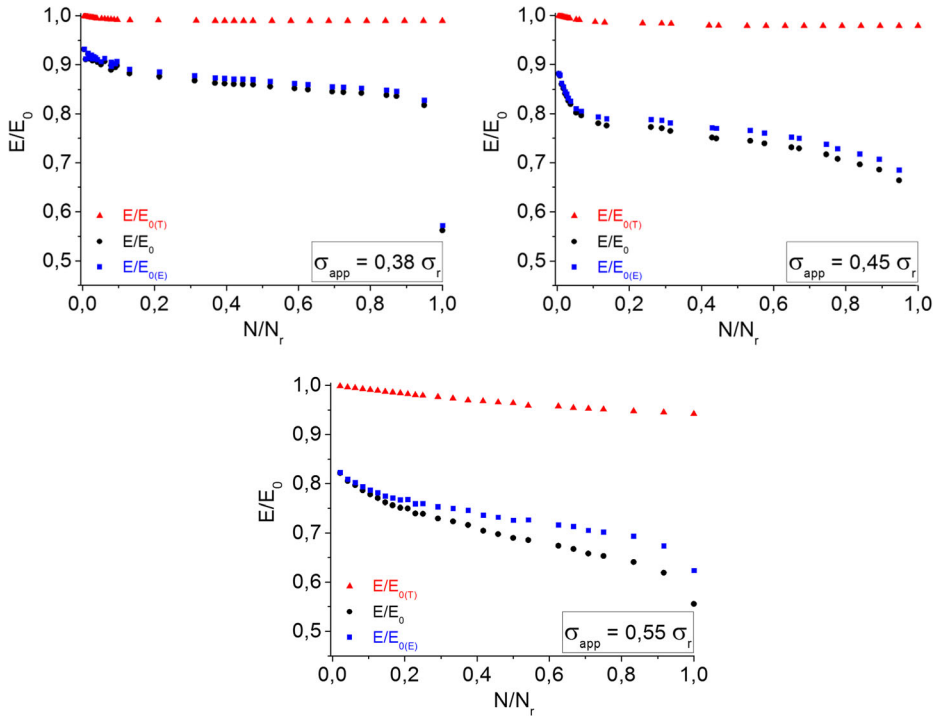 1,0
0,9
0,8
0,7
0,6
0,5
E/E0
E/E0(T)
E/E0
E/E0(E)
σapp = 0,38 σr
0,0 0,2 0,4 0,6 0,8 1,0
N/Nr
1,0
0,9
0,8
0,7
0,6
0,5
E/E0
E/E0(T)
E/E0
E/E0(E)
σapp = 0,45 σr
0,0 0,2 0,4 0,6 0,8 1,0
N/Nr
1,0
0,9
0,8
0,7
0,6
0,5
E/E0
E/E0(T)
E/E0
E/E0(E)
σapp = 0,55 σr
0,0 0,2 0,4 0,6 0,8 1,0
N/Nr